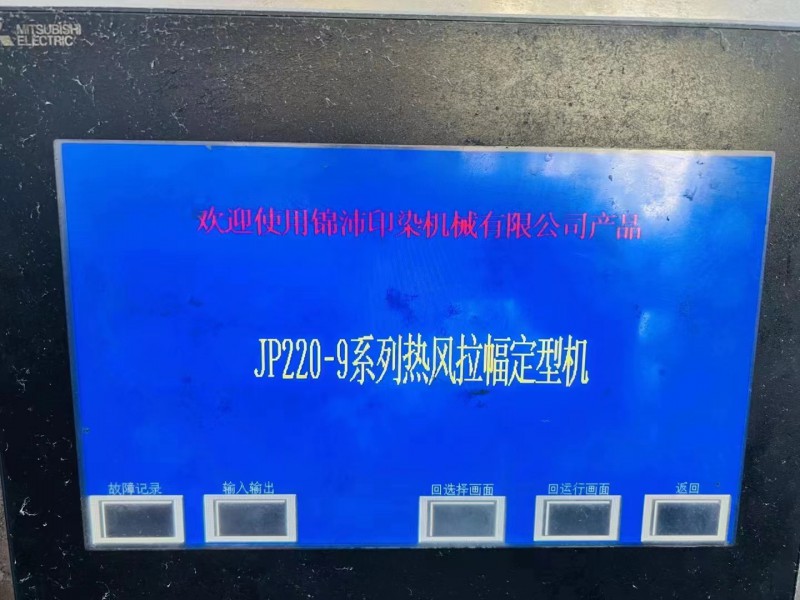 MITSUBISHI
ELECTRIC
欢迎使用锦沛印染机械有限公司产品
JP220-9系列热风拉幅定型机
故障记录 输入输出 回选择画面 回运行画面 返回